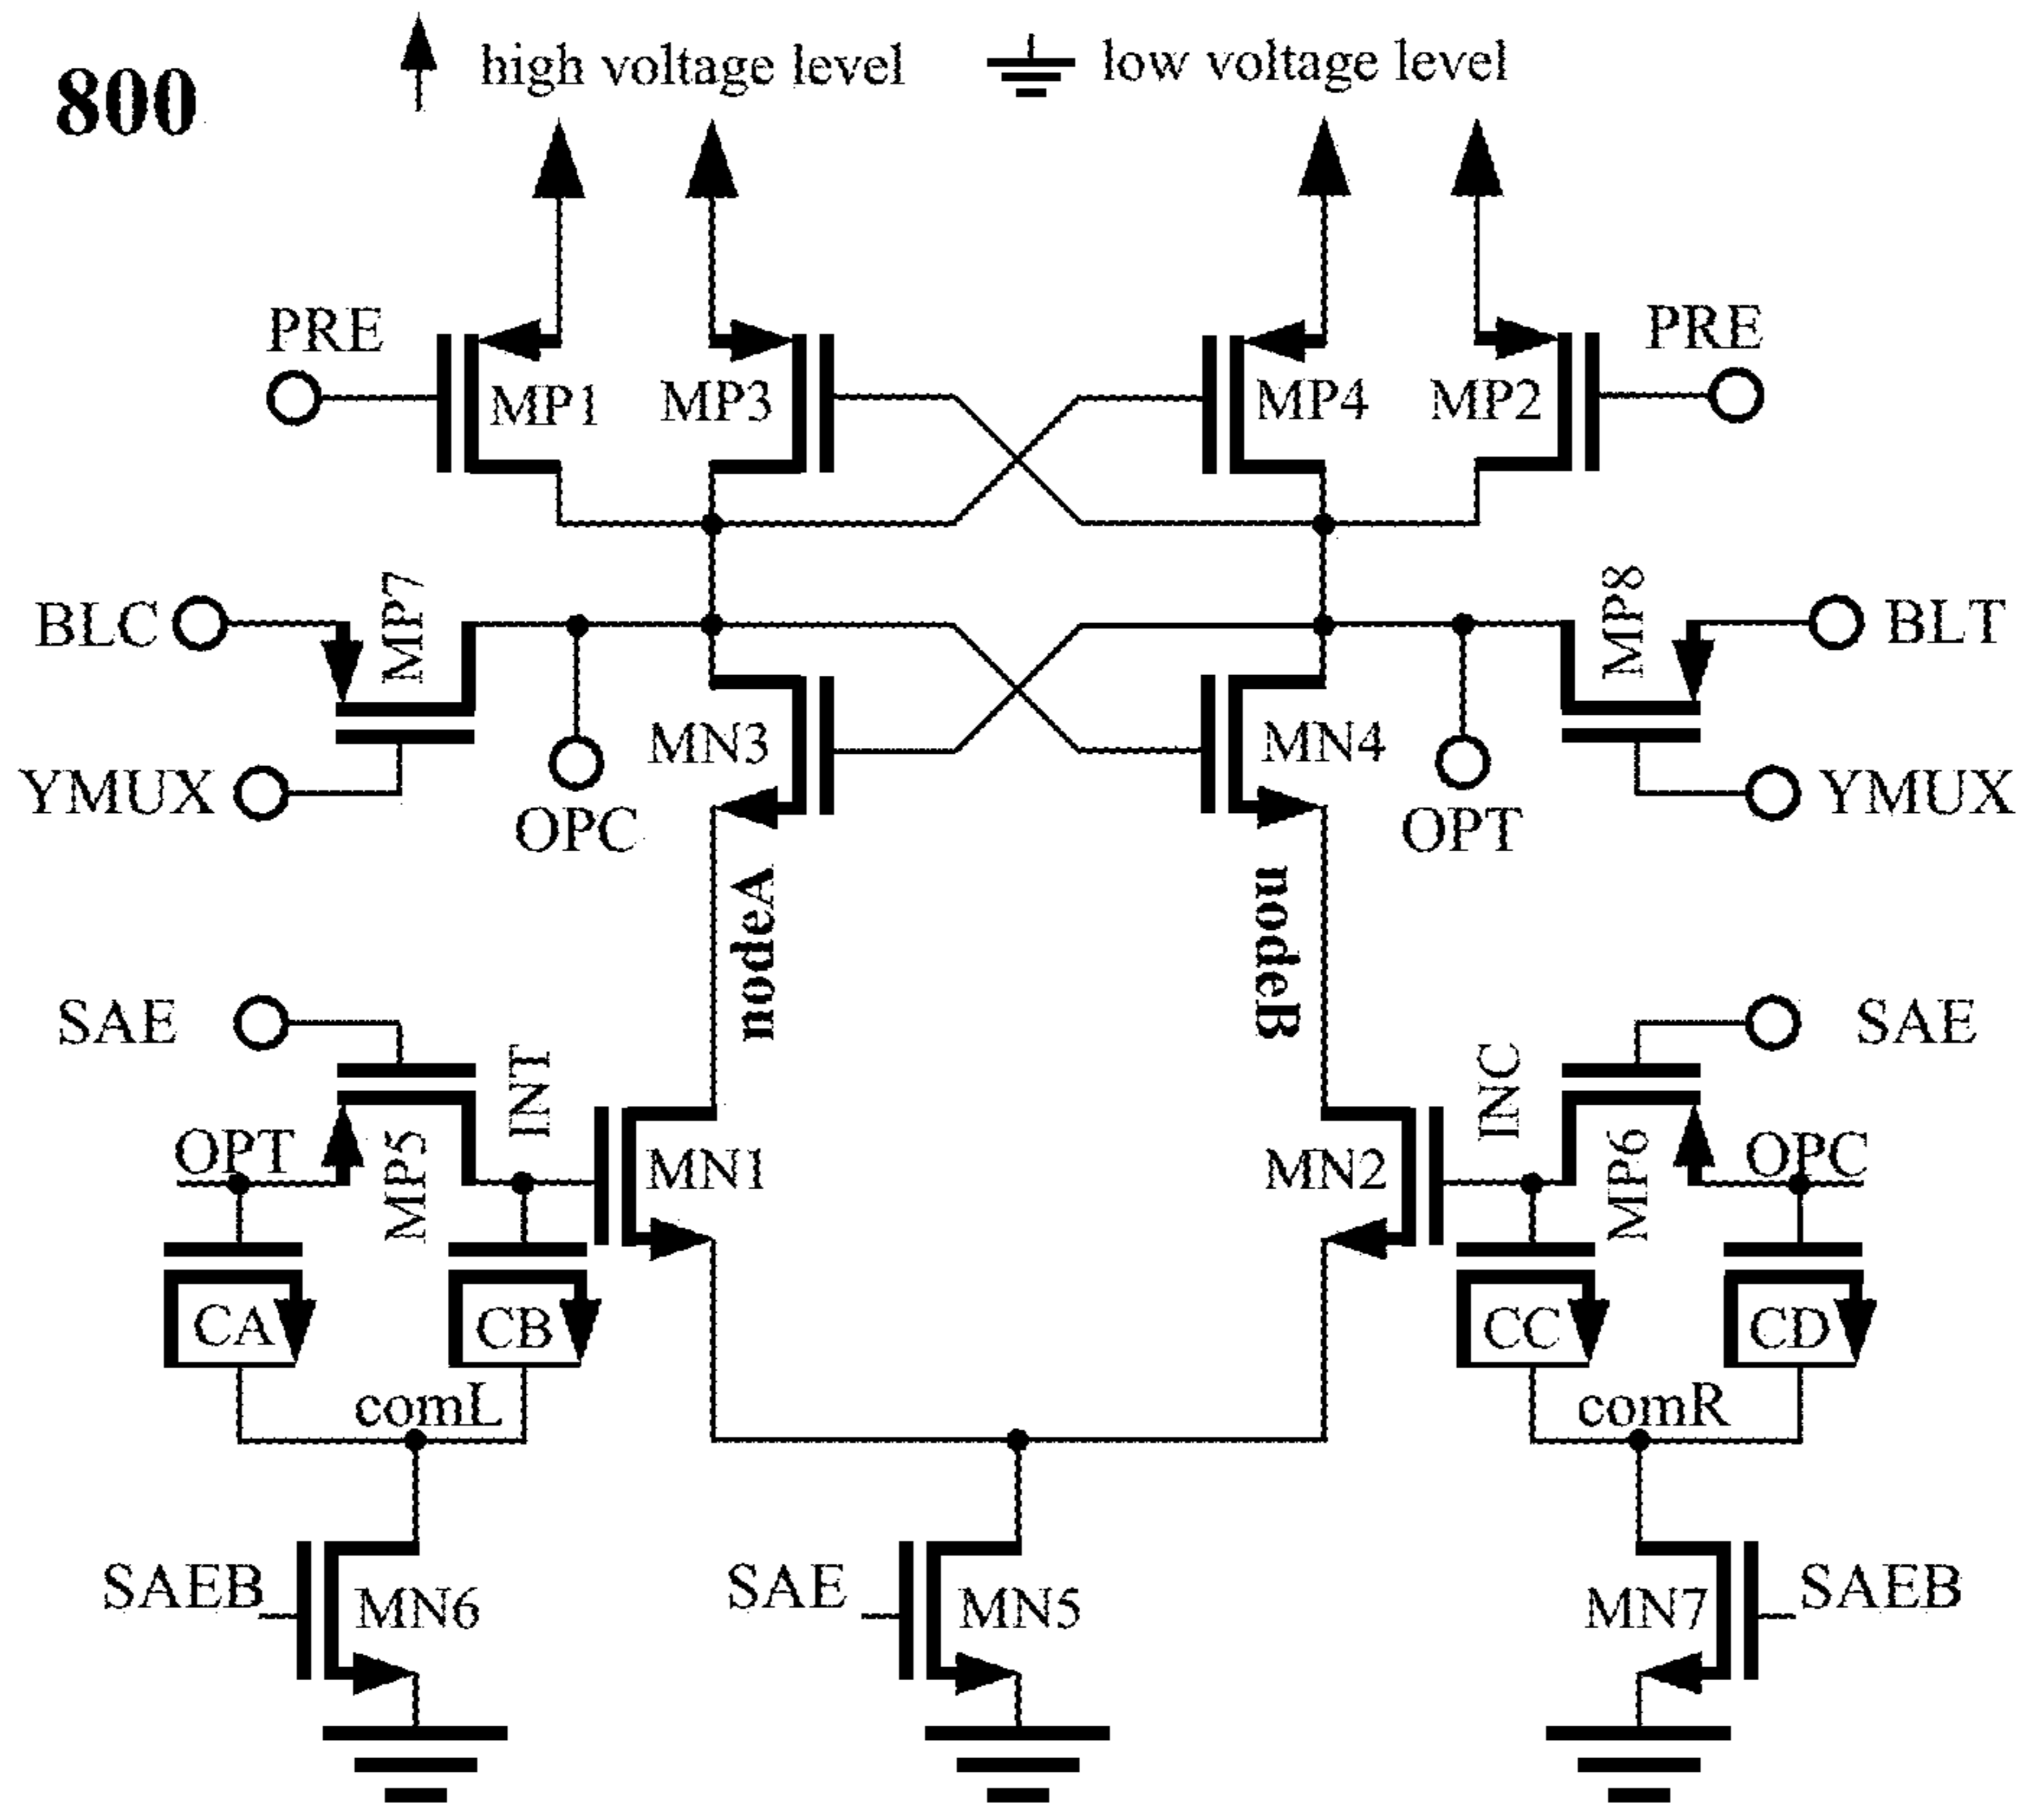 800
high voltage level
low voltage level
PRE
MP1
MP3
MP4
MP2
PRE
BLC
MP7
MP8
BLT
YMUX
OPC
MN3
MN4
OPT
YMUX
nodeA
nodeB
SAE
INT
INC
SAE
OPT
MP5
MN1
MN2
MP6
OPC
CA
CB
CC
CD
comL
comR
SAEB
MN6
SAE
MN5
MN7
SAEB